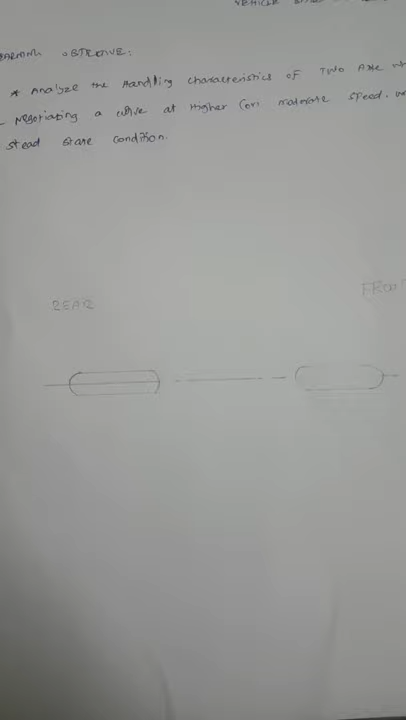 VEHICLE
OBJECTIVE:
* Analyze the Handling characteristics OF TWO AXLE
- Negotiating a curve at Higher (or) moderate speed.
stead state condition.
REAR
FRONT